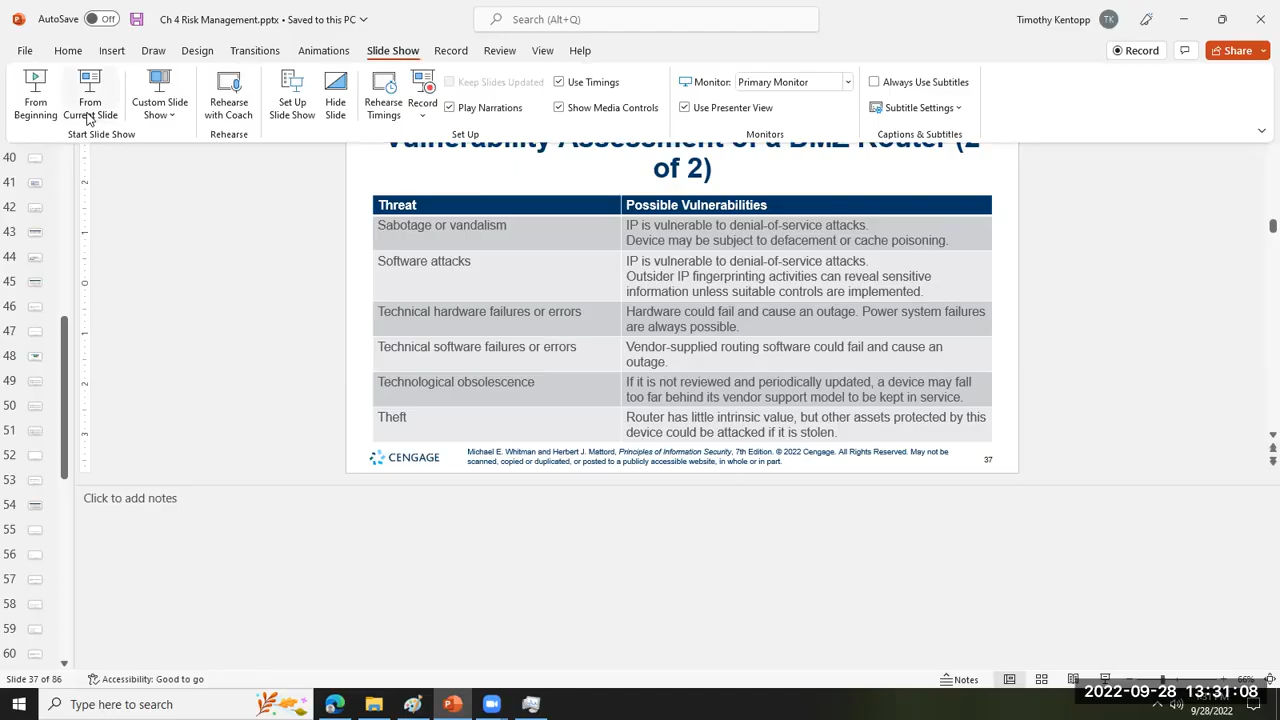 AutoSave Off Ch 4 Risk Management.pptx • Saved to this PC Search (Alt+Q) Timothy Kentopp TK
File Home Insert Draw Design Transitions Animations Slide Show Record Review View Help Record Share
From Beginning
From Current Slide
Custom Slide Show
Rehearse with Coach
Set Up Slide Show
Hide Slide
Rehearse Timings
Record
Keep Slides Updated
Play Narrations
Use Timings
Show Media Controls
Monitor: Primary Monitor
Use Presenter View
Always Use Subtitles
Subtitle Settings
Start Slide Show Rehearse Set Up Monitors Captions & Subtitles
Vulnerability Assessment of a DMZ Router (2
of 2)
Threat Possible Vulnerabilities
Sabotage or vandalism IP is vulnerable to denial-of-service attacks.
Device may be subject to defacement or cache poisoning.
Software attacks IP is vulnerable to denial-of-service attacks.
Outsider IP fingerprinting activities can reveal sensitive
information unless suitable controls are implemented.
Technical hardware failures or errors Hardware could fail and cause an outage. Power system failures
are always possible.
Technical software failures or errors Vendor-supplied routing software could fail and cause an
outage.
Technological obsolescence If it is not reviewed and periodically updated, a device may fall
too far behind its vendor support model to be kept in service.
Theft Router has little intrinsic value, but other assets protected by this
device could be attacked if it is stolen.
CENGAGE
Michael E. Whitman and Herbert J. Mattord, Principles of Information Security, 7th Edition. © 2022 Cengage. All Rights Reserved. May not be
scanned, copied or duplicated, or posted to a publicly accessible website, in whole or in part.
37
40
41
42
43
44
45
46
47
48
49
50
51
52
53
54
55
56
57
58
59
60
2
1
0
1
2
3
Click to add notes
Slide 37 of 86 Accessibility: Good to go Notes 66%
Type here to search
2022-09-28 13:31:08
9/28/2022